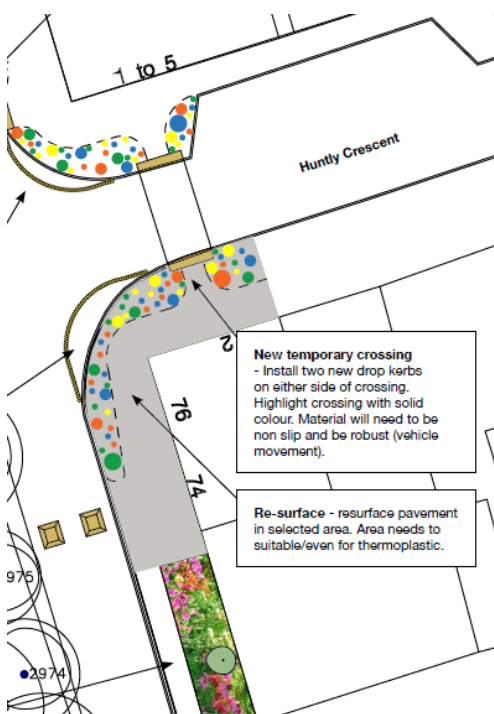 1 to 5
Huntly Crescent
2
New temporary crossing
- Install two new drop kerbs
on either side of crossing.
Highlight crossing with solid
colour. Material will need to be
non slip and be robust (vehicle
movement).
76
74
Re-surface - resurface pavement
in selected area. Area needs to
suitable/even for thermoplastic.
975
2974